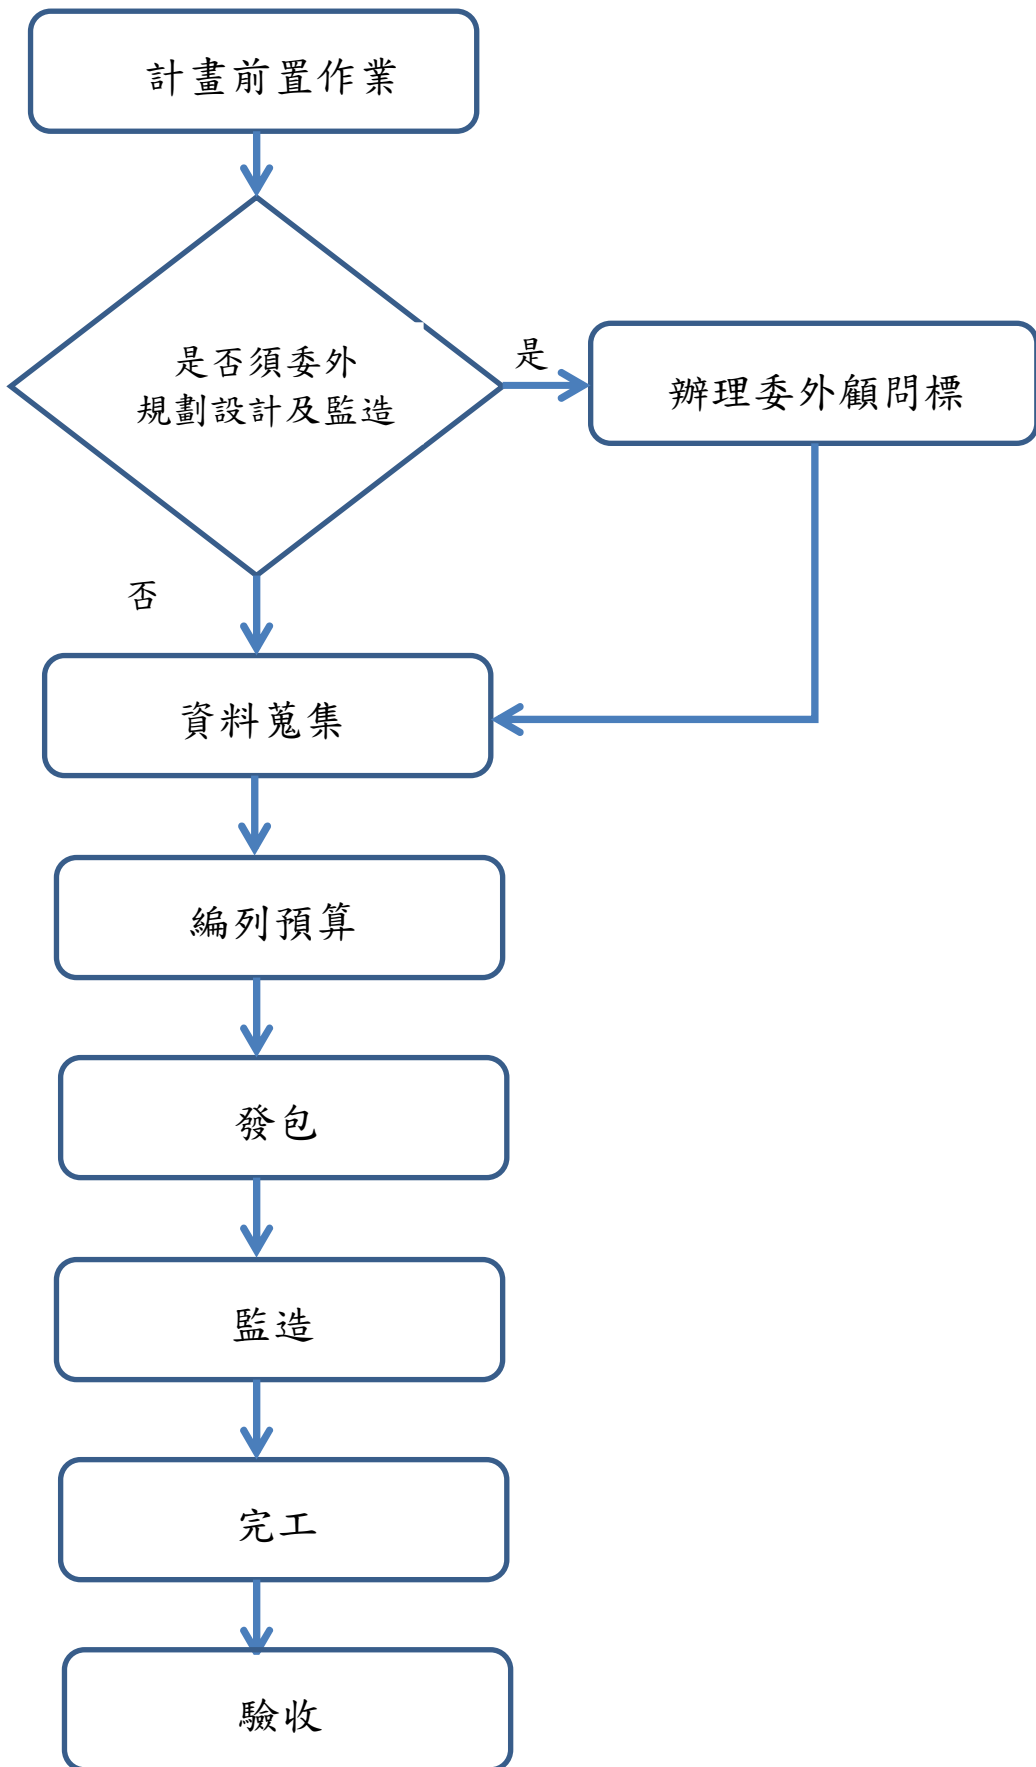 計畫前置作業
是否須委外
規劃設計及監造
是
辦理委外顧問標
否
資料蒐集
編列預算
發包
監造
完工
驗收